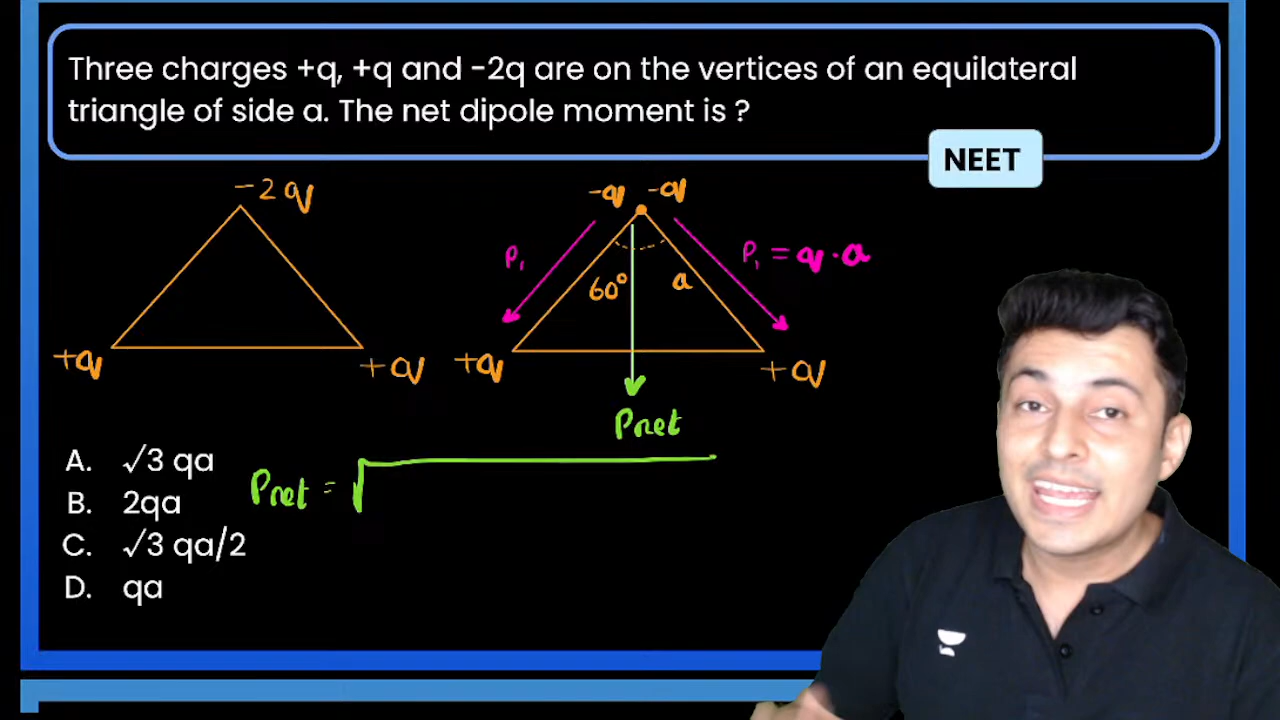 Three charges +q, +q and -2q are on the vertices of an equilateral
triangle of side a. The net dipole moment is ?
NEET
-2q
-q -q
P₁
P₁ = q · a
60°
a
+q
+q
+q
+q
Pnet
A. √3 qa
B. 2qa
C. √3 qa/2
D. qa
Pnet = √